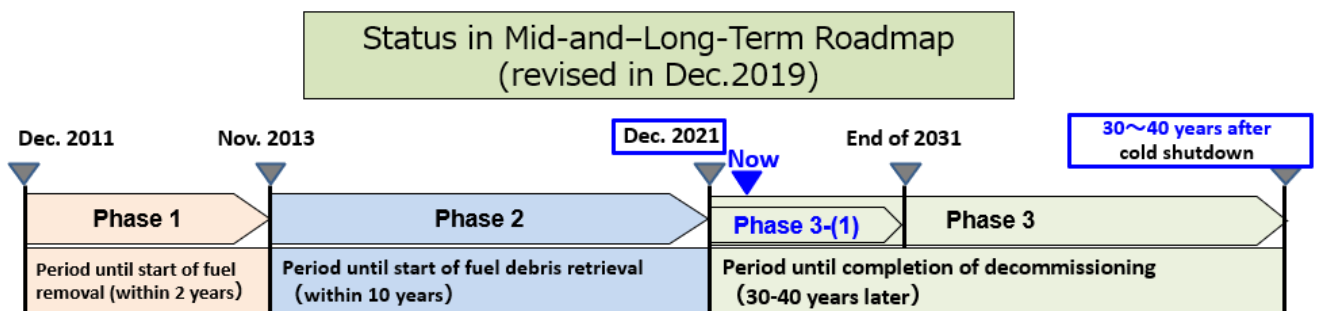 Status in Mid-and–Long-Term Roadmap
(revised in Dec.2019)
Dec. 2011
Nov. 2013
Dec. 2021
Now
End of 2031
30～40 years after
cold shutdown
Phase 1
Phase 2
Phase 3-(1)
Phase 3
Period until start of fuel
removal (within 2 years）
Period until start of fuel debris retrieval
（within 10 years）
Period until completion of decommissioning
（30-40 years later）